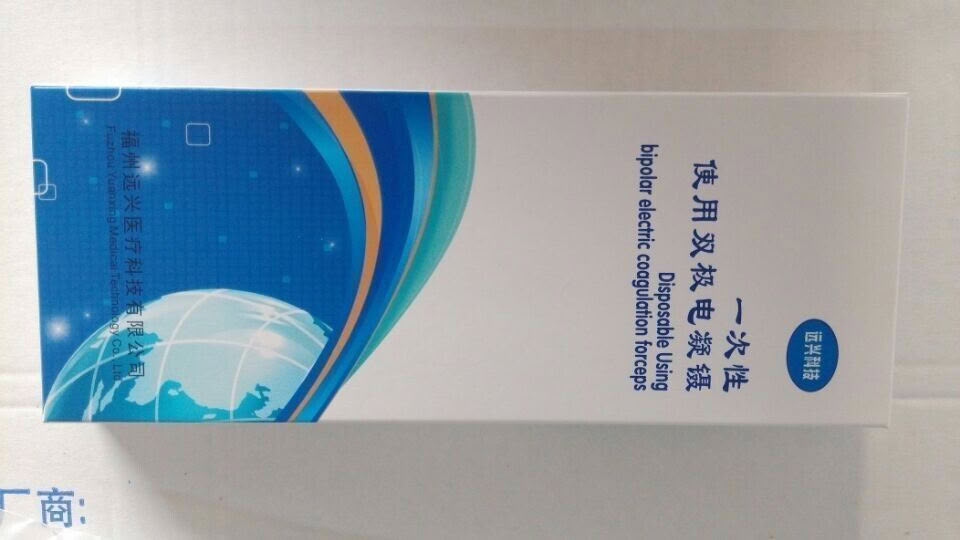 远兴科技
一次性
使用双极电凝镊
Disposable Using
bipolar electric coagulation forceps
福州远兴医疗科技有限公司
Fuzhou Yuanxing Medical Technology Co., Ltd
商